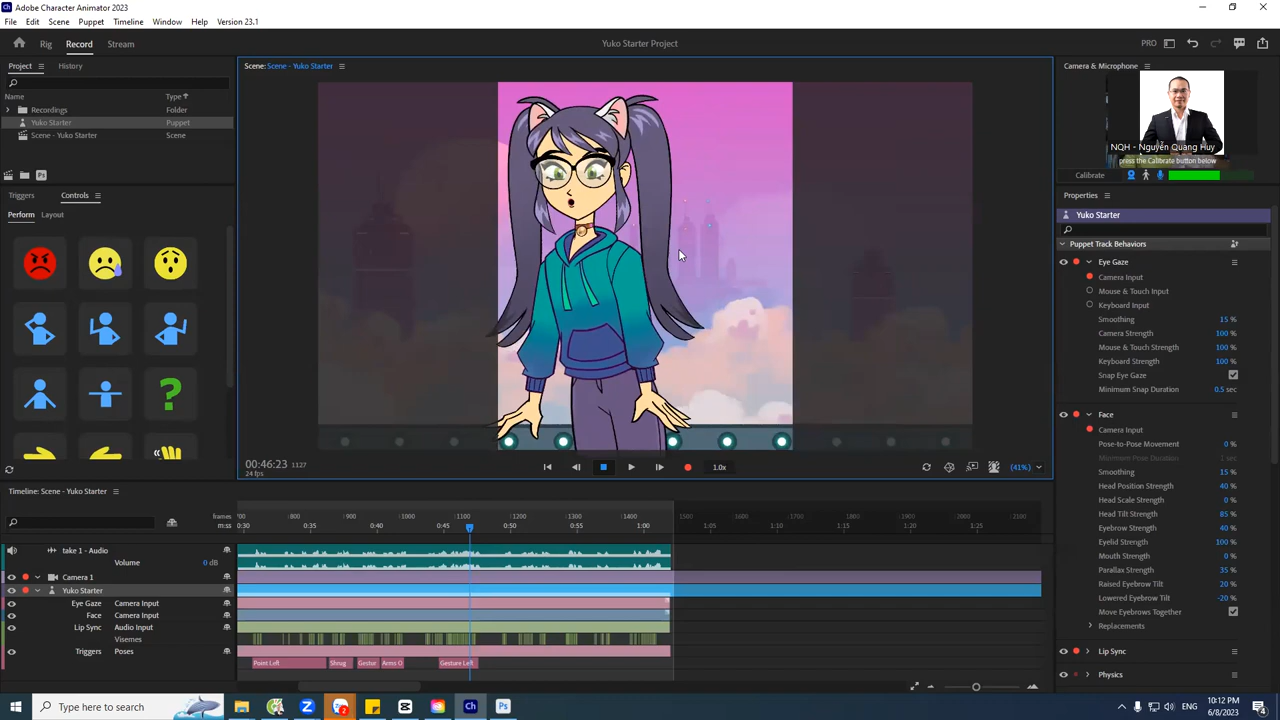 Adobe Character Animator 2023
File Edit Scene Puppet Timeline Window Help Version 23.1
Rig Record Stream
Yuko Starter Project
PRO
Project History
Name Type
Recordings Folder
Yuko Starter Puppet
Scene - Yuko Starter Scene
Triggers Controls
Perform Layout
Scene: Scene - Yuko Starter
00:46:23 1127
24 fps
1.0x
(41%)
Camera & Microphone
NQH - Nguyễn Quang Huy
press the Calibrate button below
Calibrate
Properties
Yuko Starter
Puppet Track Behaviors
Eye Gaze
Camera Input
Mouse & Touch Input
Keyboard Input
Smoothing 15 %
Camera Strength 100 %
Mouse & Touch Strength 100 %
Keyboard Strength 100 %
Snap Eye Gaze
Minimum Snap Duration 0.5 sec
Face
Camera Input
Pose-to-Pose Movement 0 %
Minimum Pose Duration 1 sec
Smoothing 15 %
Head Position Strength 40 %
Head Scale Strength 0 %
Head Tilt Strength 85 %
Eyebrow Strength 40 %
Eyelid Strength 100 %
Mouth Strength 0 %
Parallax Strength 35 %
Raised Eyebrow Tilt 20 %
Lowered Eyebrow Tilt -20 %
Move Eyebrows Together
Replacements
Lip Sync
Physics
Timeline: Scene - Yuko Starter
frames 700 800 900 1000 1100 1200 1300 1400 1500 1600 1700 1800 1900 2000 2100
m:ss 0:30 0:35 0:40 0:45 0:50 0:55 1:00 1:05 1:10 1:15 1:20 1:25
take 1 - Audio
Volume 0 dB
Camera 1
Yuko Starter
Eye Gaze Camera Input
Face Camera Input
Lip Sync Audio Input
Visemes
Triggers Poses
Point Left Shrug Gestur Arms O Gesture Left
Type here to search
2
Ch
Ps
ENG
10:12 PM
6/8/2023
4